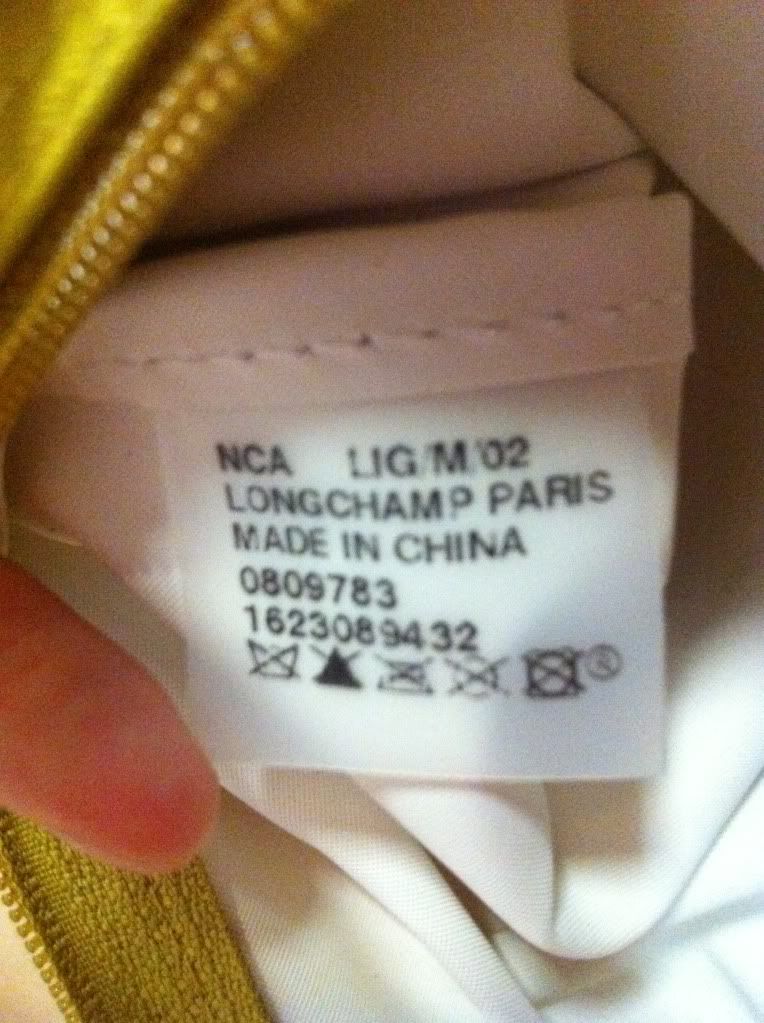 NCA LIG/M/02
LONGCHAMP PARIS
MADE IN CHINA
0809783
1623089432